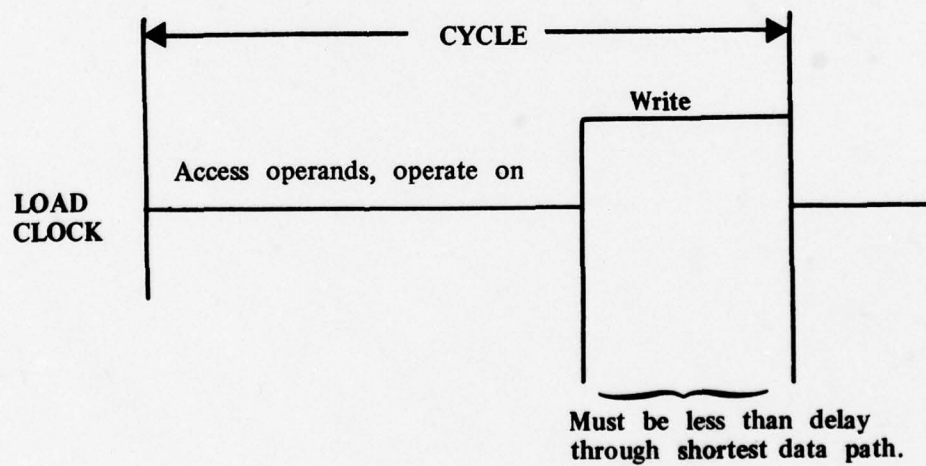 CYCLE
Write
Access operands, operate on
LOAD
CLOCK
Must be less than delay
through shortest data path.